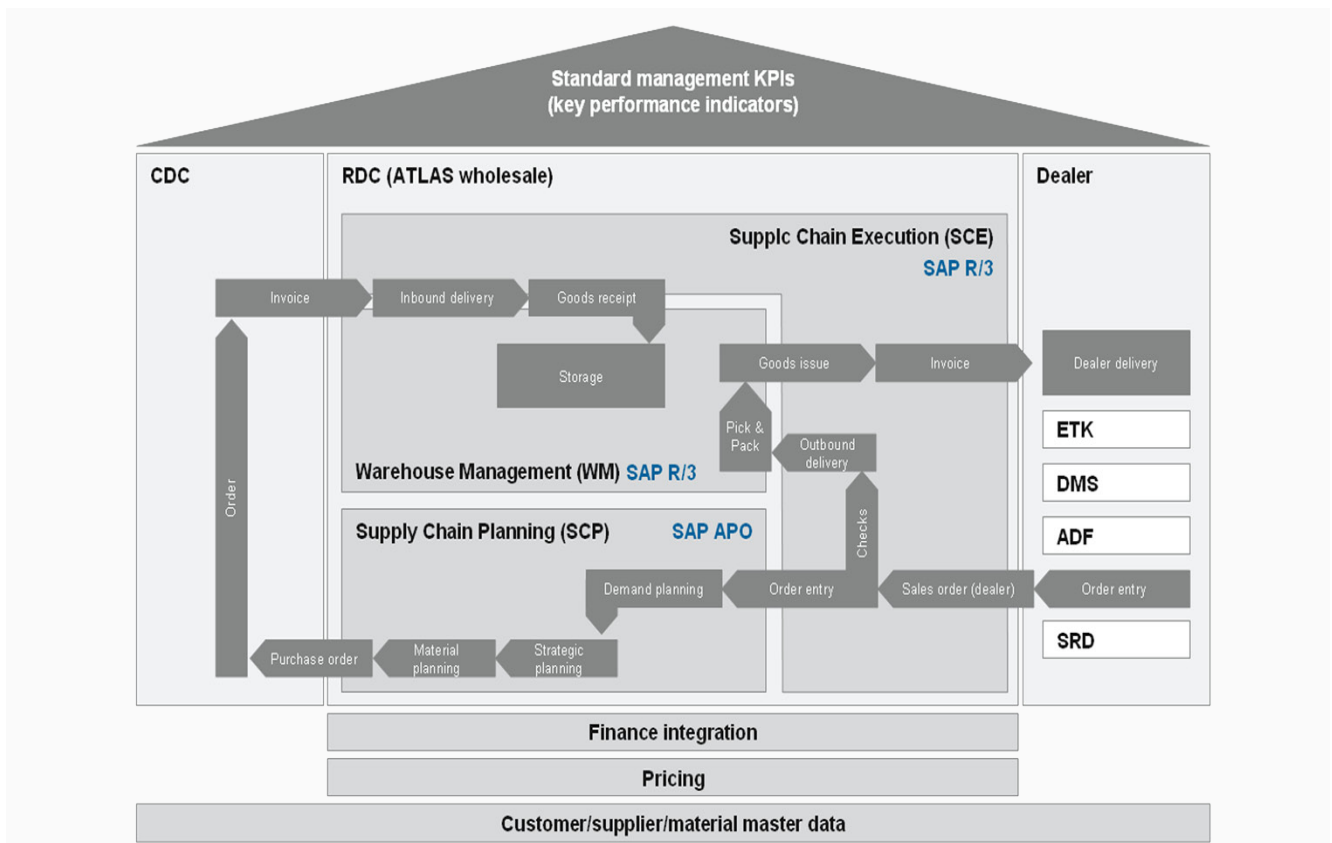 Standard management KPIs
(key performance indicators)
CDC
RDC (ATLAS wholesale)
Dealer
Supplc Chain Execution (SCE)
SAP R/3
Invoice
Inbound delivery
Goods receipt
Storage
Goods issue
Invoice
Dealer delivery
Pick &
Pack
Outbound
delivery
ETK
Warehouse Management (WM) SAP R/3
DMS
Order
Checks
Supply Chain Planning (SCP)
SAP APO
ADF
Demand planning
Order entry
Sales order (dealer)
Order entry
Purchase order
Material
planning
Strategic
planning
SRD
Finance integration
Pricing
Customer/supplier/material master data